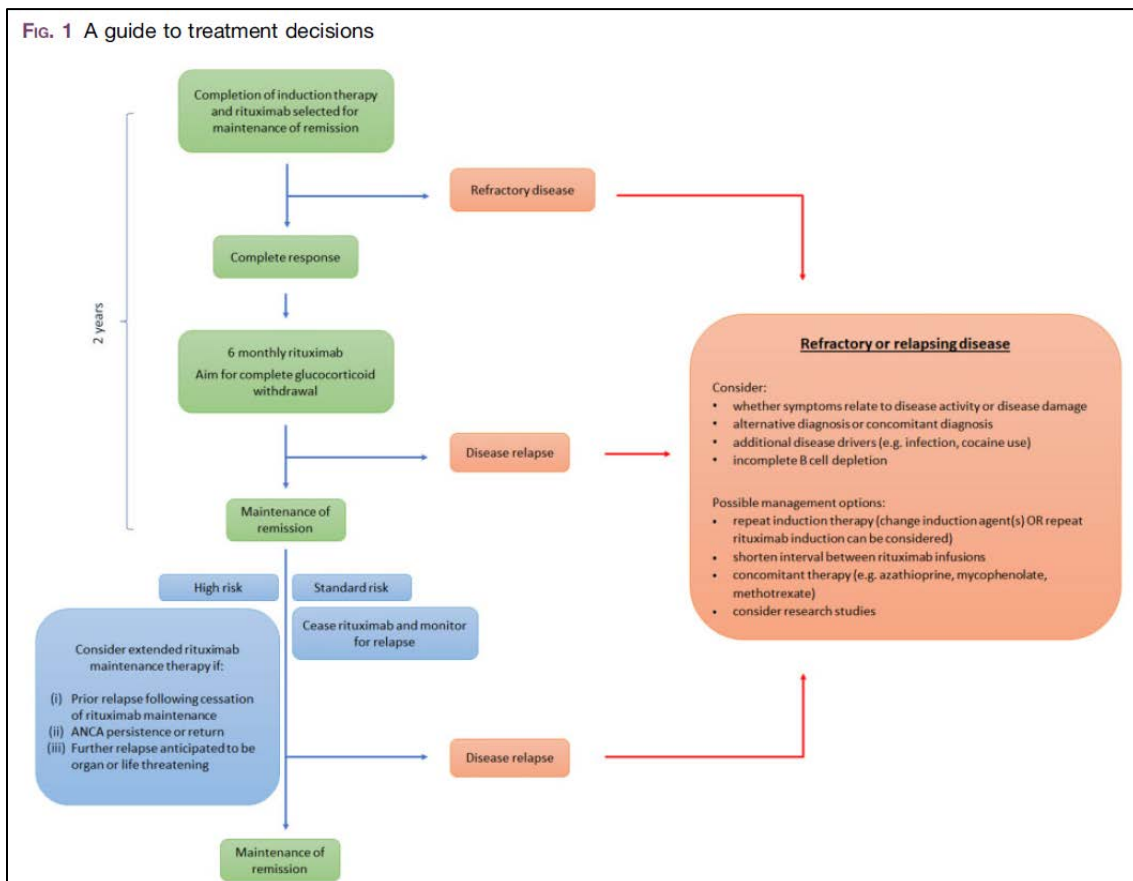 FIG. 1 A guide to treatment decisions
Completion of induction therapy
and rituximab selected for
maintenance of remission
Refractory disease
Complete response
2 years
6 monthly rituximab
Aim for complete glucocorticoid
withdrawal
Disease relapse
Maintenance of
remission
High risk
Standard risk
Cease rituximab and monitor
for relapse
Consider extended rituximab
maintenance therapy if:
(i) Prior relapse following cessation
of rituximab maintenance
(ii) ANCA persistence or return
(iii) Further relapse anticipated to be
organ or life threatening
Disease relapse
Maintenance of
remission
Refractory or relapsing disease
Consider:
• whether symptoms relate to disease activity or disease damage
• alternative diagnosis or concomitant diagnosis
• additional disease drivers (e.g. infection, cocaine use)
• incomplete B cell depletion
Possible management options:
• repeat induction therapy (change induction agent(s) OR repeat
rituximab induction can be considered)
• shorten interval between rituximab infusions
• concomitant therapy (e.g. azathioprine, mycophenolate,
methotrexate)
• consider research studies